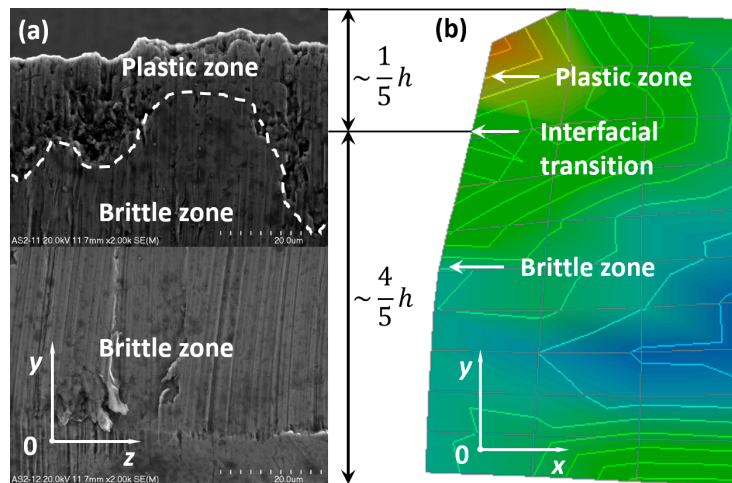 (a)
Plastic zone
Brittle zone
AS2-11 20.0kV 11.7mm x2.00k SE(M)
20.0um
Brittle zone
y
0
z
AS2-12 20.0kV 11.7mm x2.00k SE(M)
20.0um
~ 1/5 h
~ 4/5 h
(b)
Plastic zone
Interfacial
transition
Brittle zone
y
0
x